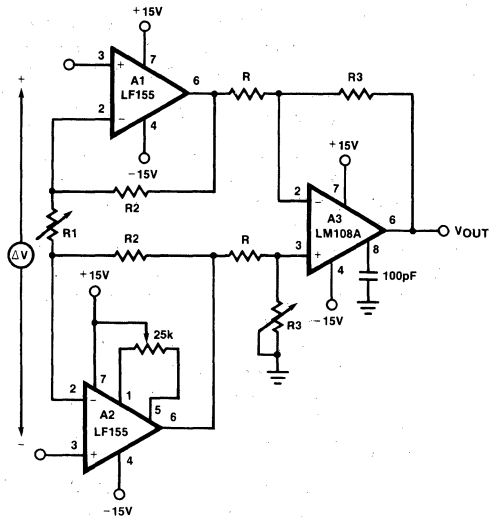 +15V
3
+
7
A1
LF155
6
2
−
4
−15V
R
R3
+
R2
+15V
2
−
7
A3
LM108A
6
VOUT
8
3
+
4
100pF
−15V
R1
ΔV
R2
R
R3
+15V
25k
7
1
5
2
−
A2
LF155
6
3
+
4
−
−15V